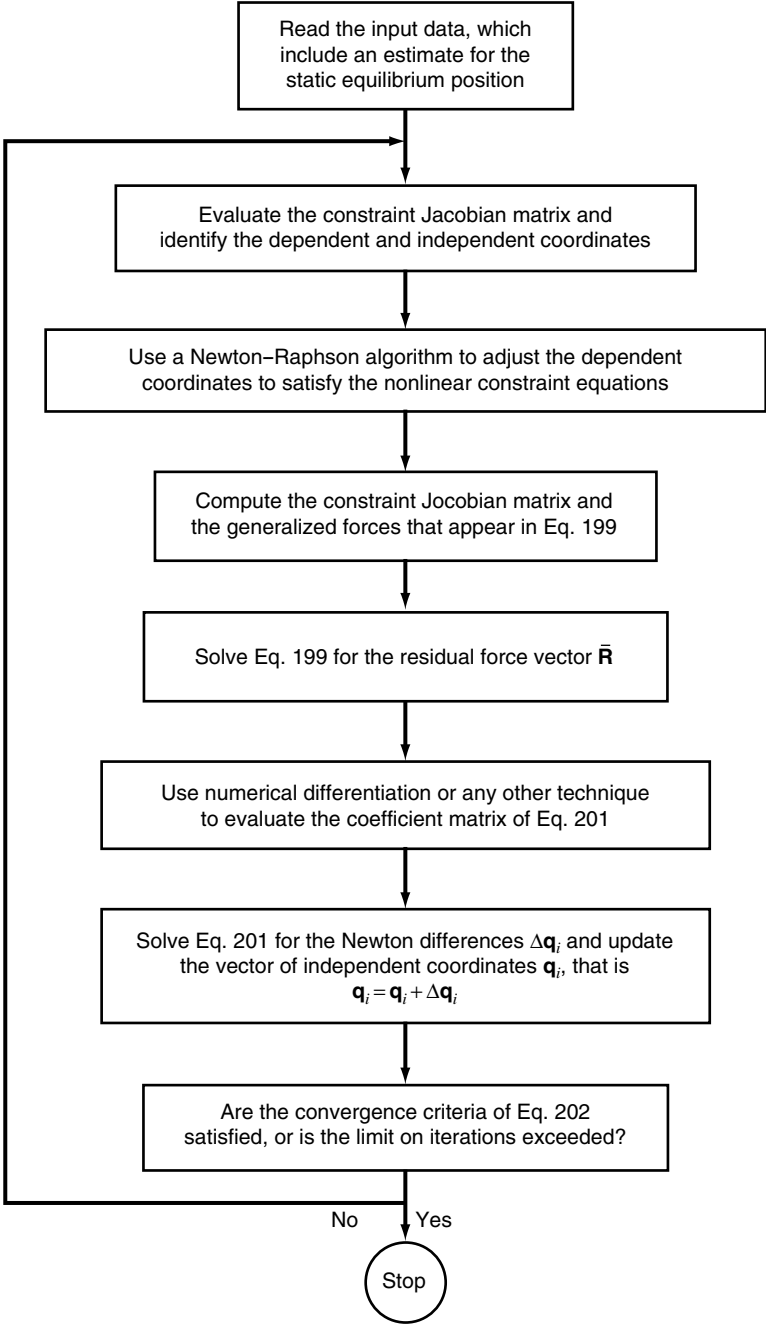 Read the input data, which
include an estimate for the
static equilibrium position
Evaluate the constraint Jacobian matrix and
identify the dependent and independent coordinates
Use a Newton–Raphson algorithm to adjust the dependent
coordinates to satisfy the nonlinear constraint equations
Compute the constraint Jocobian matrix and
the generalized forces that appear in Eq. 199
Solve Eq. 199 for the residual force vector R̄
Use numerical differentiation or any other technique
to evaluate the coefficient matrix of Eq. 201
Solve Eq. 201 for the Newton differences Δqᵢ and update
the vector of independent coordinates qᵢ, that is
qᵢ = qᵢ + Δqᵢ
Are the convergence criteria of Eq. 202
satisfied, or is the limit on iterations exceeded?
No Yes
Stop